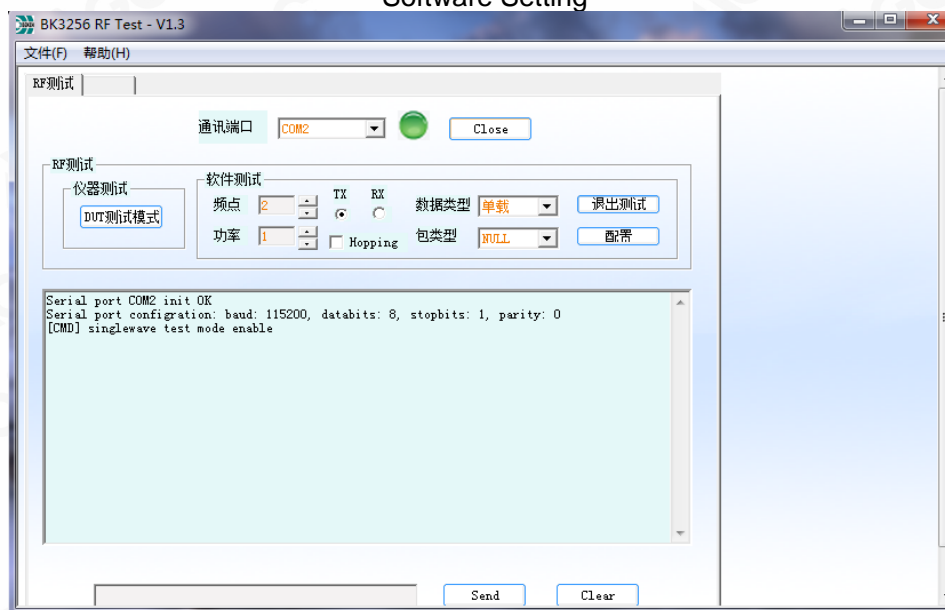 Software Setting
BK3256 RF Test - V1.3
文件(F) 帮助(H)
RF测试
通讯端口 COM2 Close
RF测试
仪器测试
DUT测试模式
软件测试
频点 2 TX RX 数据类型 单载 退出测试
功率 1 Hopping 包类型 NULL 配置
Serial port COM2 init OK
Serial port configration: baud: 115200, databits: 8, stopbits: 1, parity: 0
[CMD] singlewave test mode enable
Send Clear